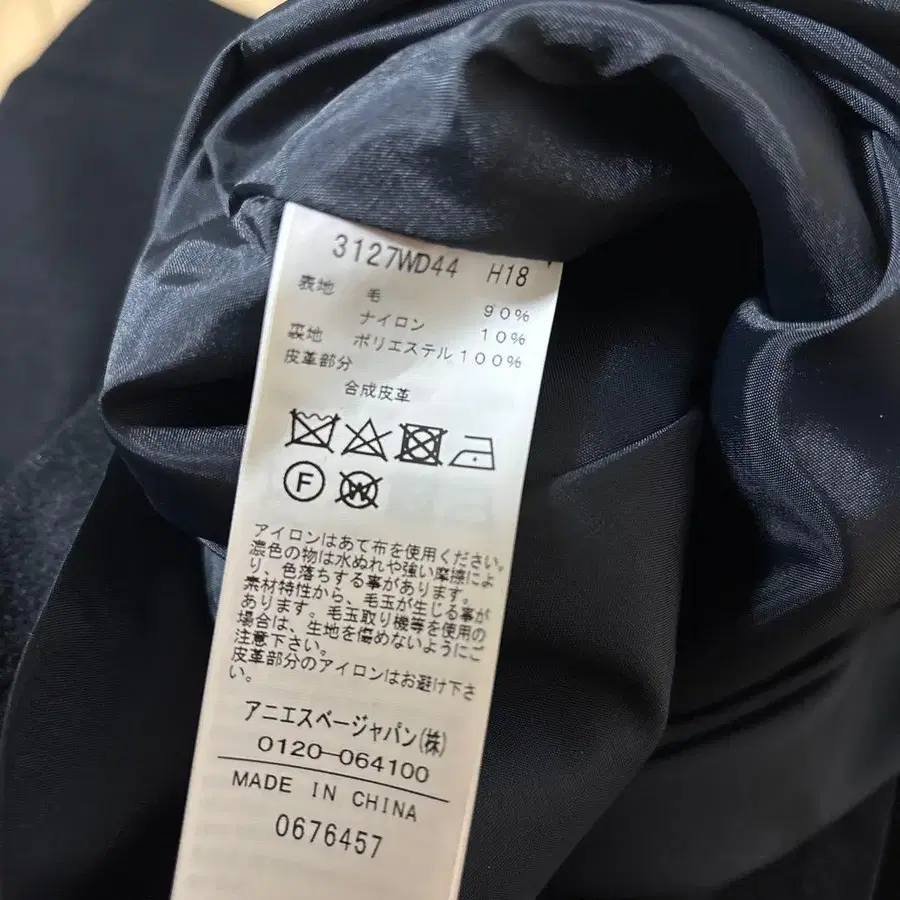 3127WD44 H18
表地 毛 90%
ナイロン 10%
裏地 ポリエステル 100%
皮革部分
合成皮革
F W
アイロンはあて布を使用ください。
濃色の物は水ぬれや強い摩擦によ
り、色落ちする事があります。
素材特性から、毛玉が生じる事が
あります。毛玉取り機等を使用の
場合は、生地を傷めないようにご
注意下さい。
皮革部分のアイロンはお避け下さ
い。
アニエスベージャパン(株)
0120-064100
MADE IN CHINA
0676457